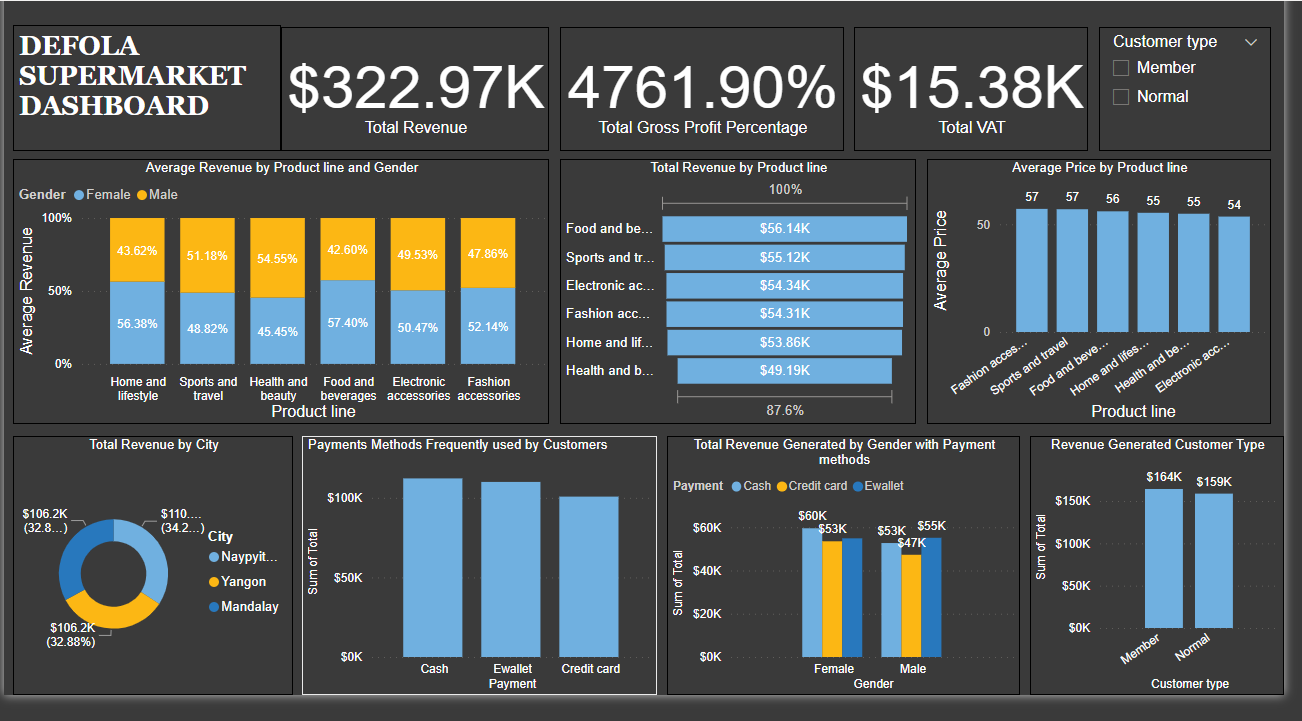 DEFOLA
SUPERMARKET
DASHBOARD
$322.97K
Total Revenue
4761.90%
Total Gross Profit Percentage
$15.38K
Total VAT
Customer type
Member
Normal
Average Revenue by Product line and Gender
Gender Female Male
100%
50%
0%
Average Revenue
43.62%
51.18%
54.55%
42.60%
49.53%
47.86%
56.38%
48.82%
45.45%
57.40%
50.47%
52.14%
Home and
lifestyle
Sports and
travel
Health and
beauty
Food and
beverages
Electronic
accessories
Fashion
accessories
Product line
Total Revenue by Product line
100%
Food and be... $56.14K
Sports and tr... $55.12K
Electronic ac... $54.34K
Fashion acc... $54.31K
Home and lif... $53.86K
Health and b... $49.19K
87.6%
Average Price by Product line
Average Price
50
0
57
57
56
55
55
54
Fashion acces...
Sports and travel
Food and beve...
Home and lifes...
Health and be...
Electronic acc...
Product line
Total Revenue by City
$106.2K
(32.8...)
$110....
(34.2...)
$106.2K
(32.88%)
City
Naypyit...
Yangon
Mandalay
Payments Methods Frequently used by Customers
Sum of Total
$100K
$50K
$0K
Cash
Ewallet
Credit card
Payment
Total Revenue Generated by Gender with Payment
methods
Payment Cash Credit card Ewallet
Sum of Total
$60K
$40K
$20K
$0K
$60K
$53K
$53K
$47K
$55K
Female
Male
Gender
Revenue Generated Customer Type
Sum of Total
$150K
$100K
$50K
$0K
$164K
$159K
Member
Normal
Customer type